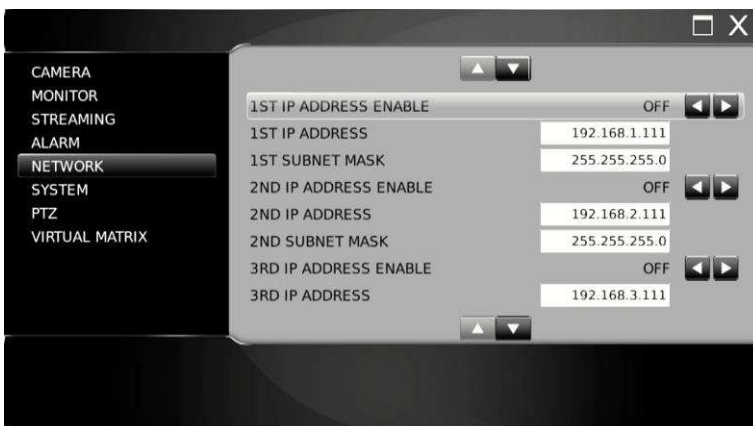 CAMERA
MONITOR
STREAMING
ALARM
NETWORK
SYSTEM
PTZ
VIRTUAL MATRIX
1ST IP ADDRESS ENABLE OFF
1ST IP ADDRESS 192.168.1.111
1ST SUBNET MASK 255.255.255.0
2ND IP ADDRESS ENABLE OFF
2ND IP ADDRESS 192.168.2.111
2ND SUBNET MASK 255.255.255.0
3RD IP ADDRESS ENABLE OFF
3RD IP ADDRESS 192.168.3.111